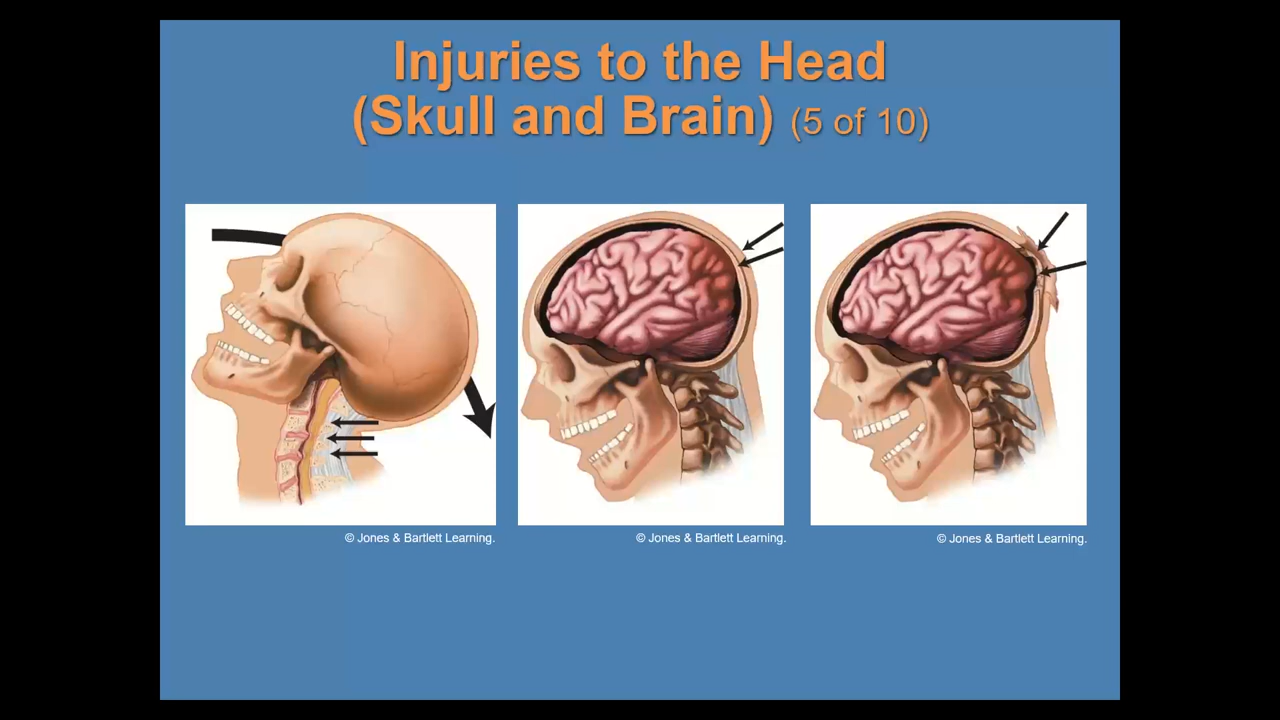 Injuries to the Head
(Skull and Brain) (5 of 10)
© Jones & Bartlett Learning.
© Jones & Bartlett Learning.
© Jones & Bartlett Learning.